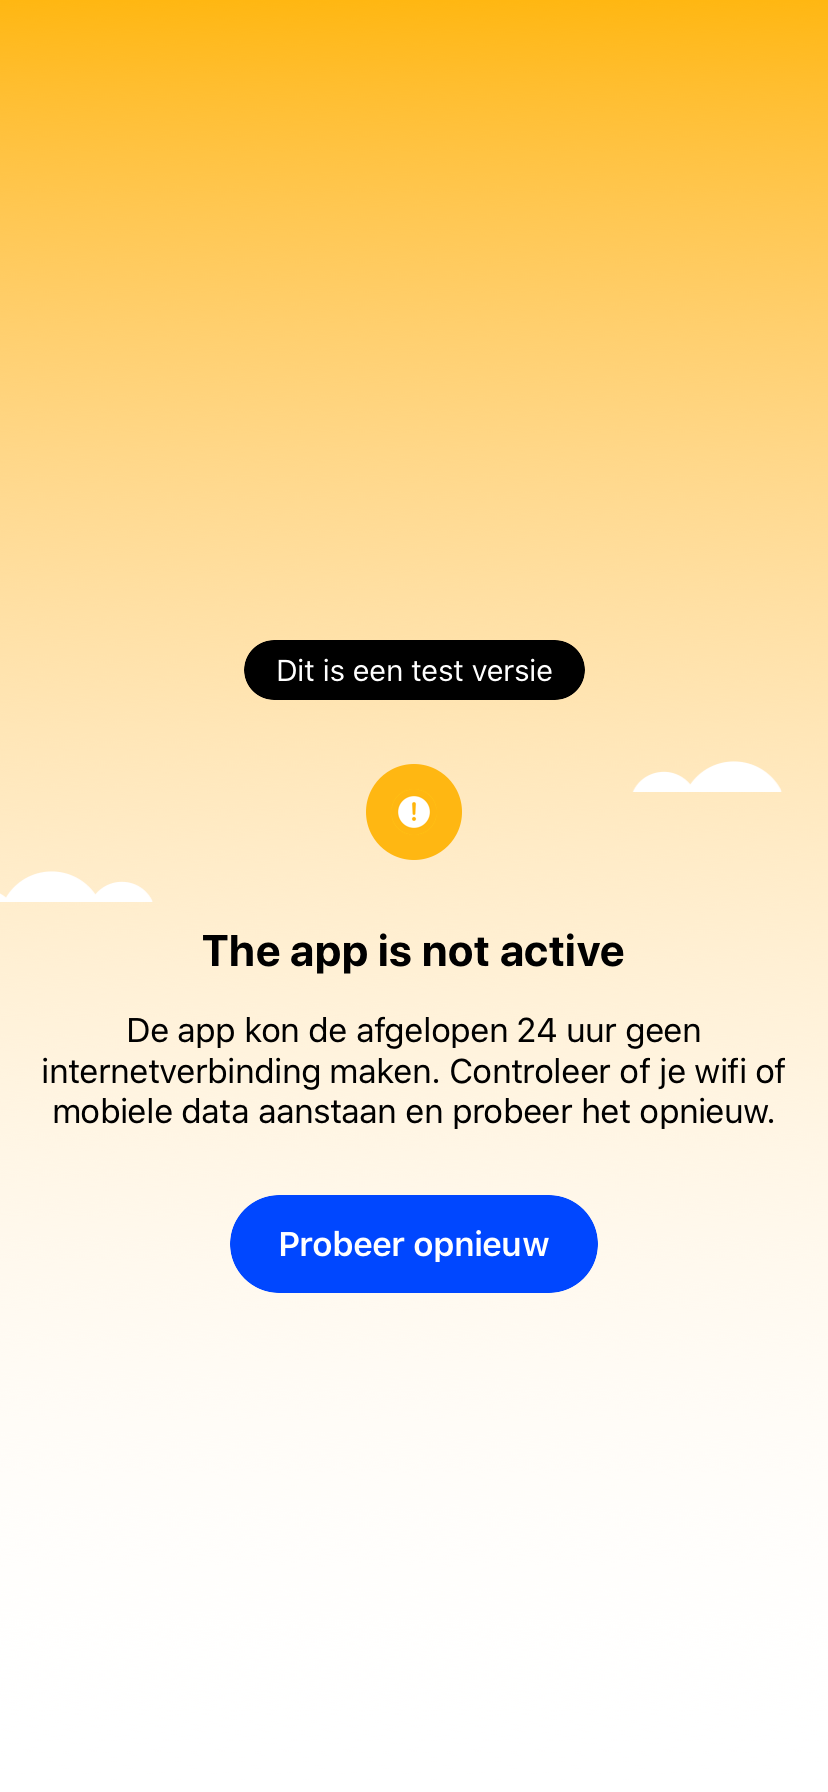 Dit is een test versie
The app is not active
De app kon de afgelopen 24 uur geen
internetverbinding maken. Controleer of je wifi of
mobiele data aanstaan en probeer het opnieuw.
Probeer opnieuw